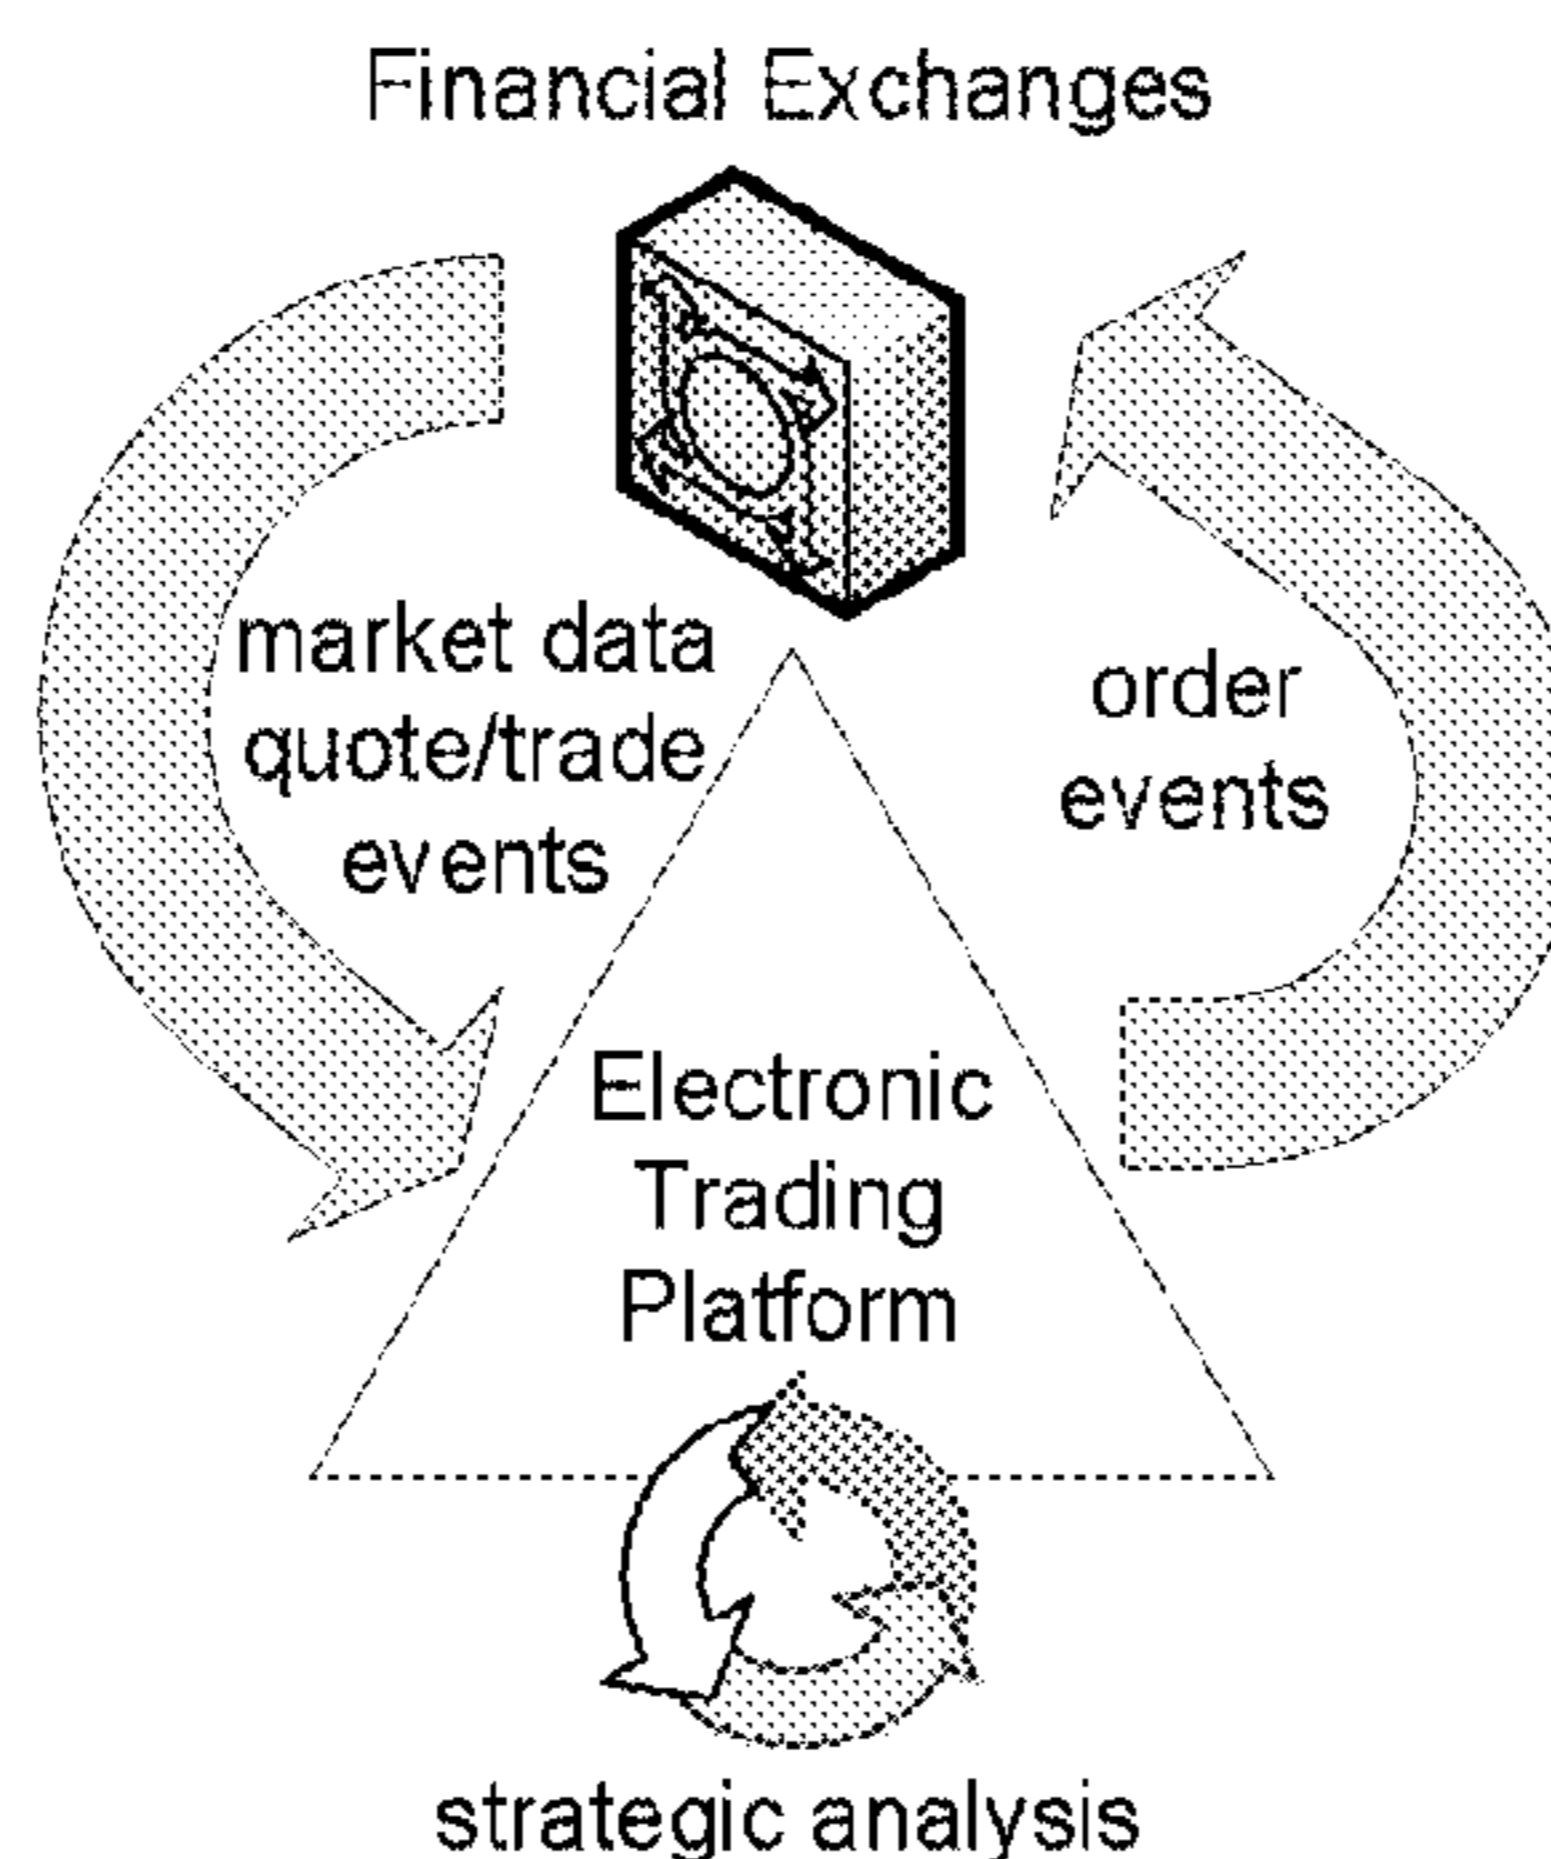 Financial Exchanges
market data
quote/trade
events
order
events
Electronic
Trading
Platform
strategic analysis